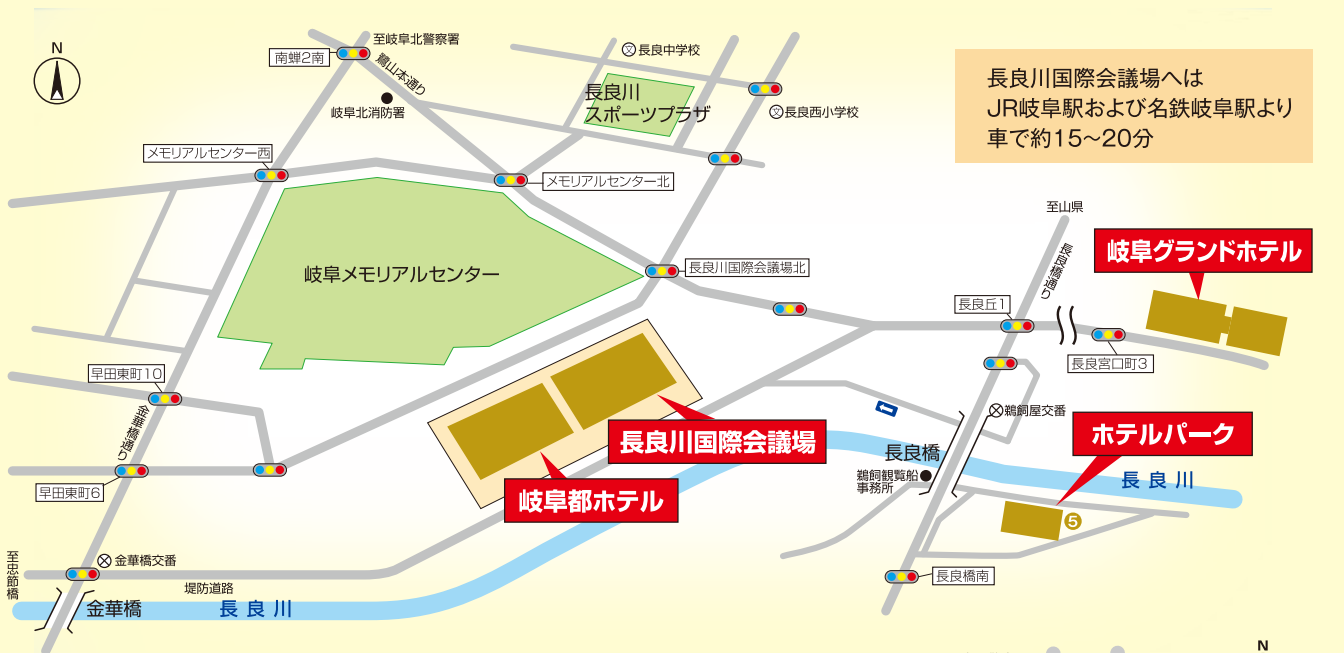 N
南蝉2南
至岐阜北警察署
鷺山本通り
岐阜北消防署
文長良中学校
長良川
スポーツプラザ
文長良西小学校
長良川国際会議場へは
JR岐阜駅および名鉄岐阜駅より
車で約15〜20分
メモリアルセンター西
メモリアルセンター北
岐阜メモリアルセンター
長良川国際会議場北
至山県
長良橋通り
岐阜グランドホテル
長良丘1
長良宮口町3
早田東町10
金華橋通り
早田東町6
鵜飼屋交番
ホテルパーク
長良川国際会議場
岐阜都ホテル
長良橋
鵜飼観覧船
事務所
長良川
5
長良橋南
至忠節橋
金華橋交番
堤防道路
金華橋
長良川
N